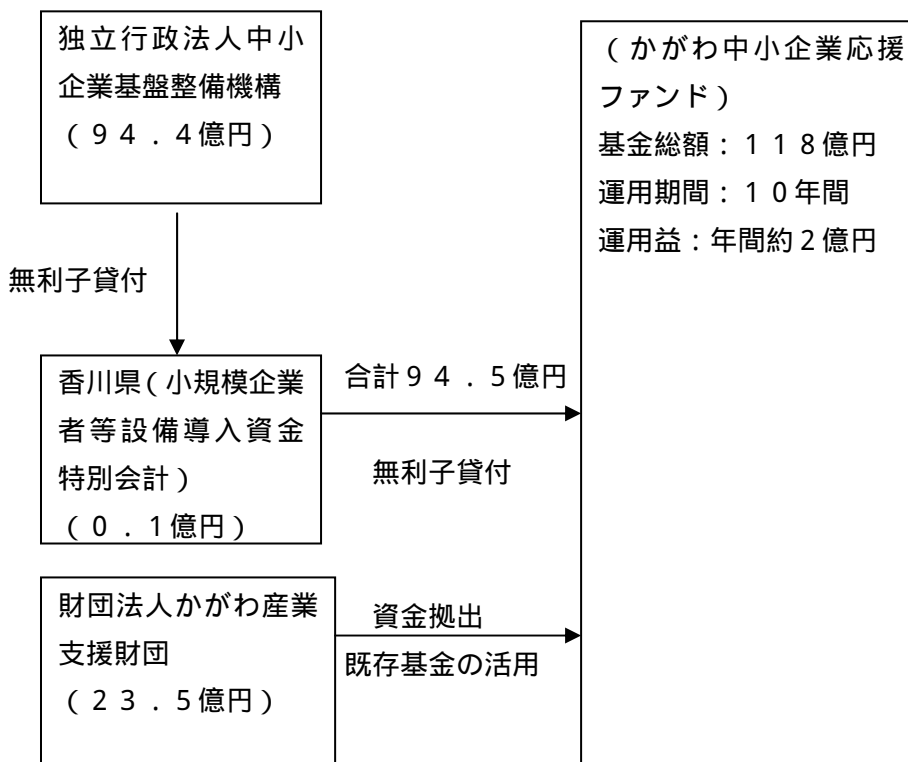 独立行政法人中小
企業基盤整備機構
（９４．４億円）
無利子貸付
香川県（小規模企業
者等設備導入資金
特別会計）
（０．１億円）
合計９４．５億円
無利子貸付
財団法人かがわ産業
支援財団
（２３．５億円）
資金拠出
既存基金の活用
（かがわ中小企業応援
ファンド）
基金総額：１１８億円
運用期間：１０年間
運用益：年間約２億円